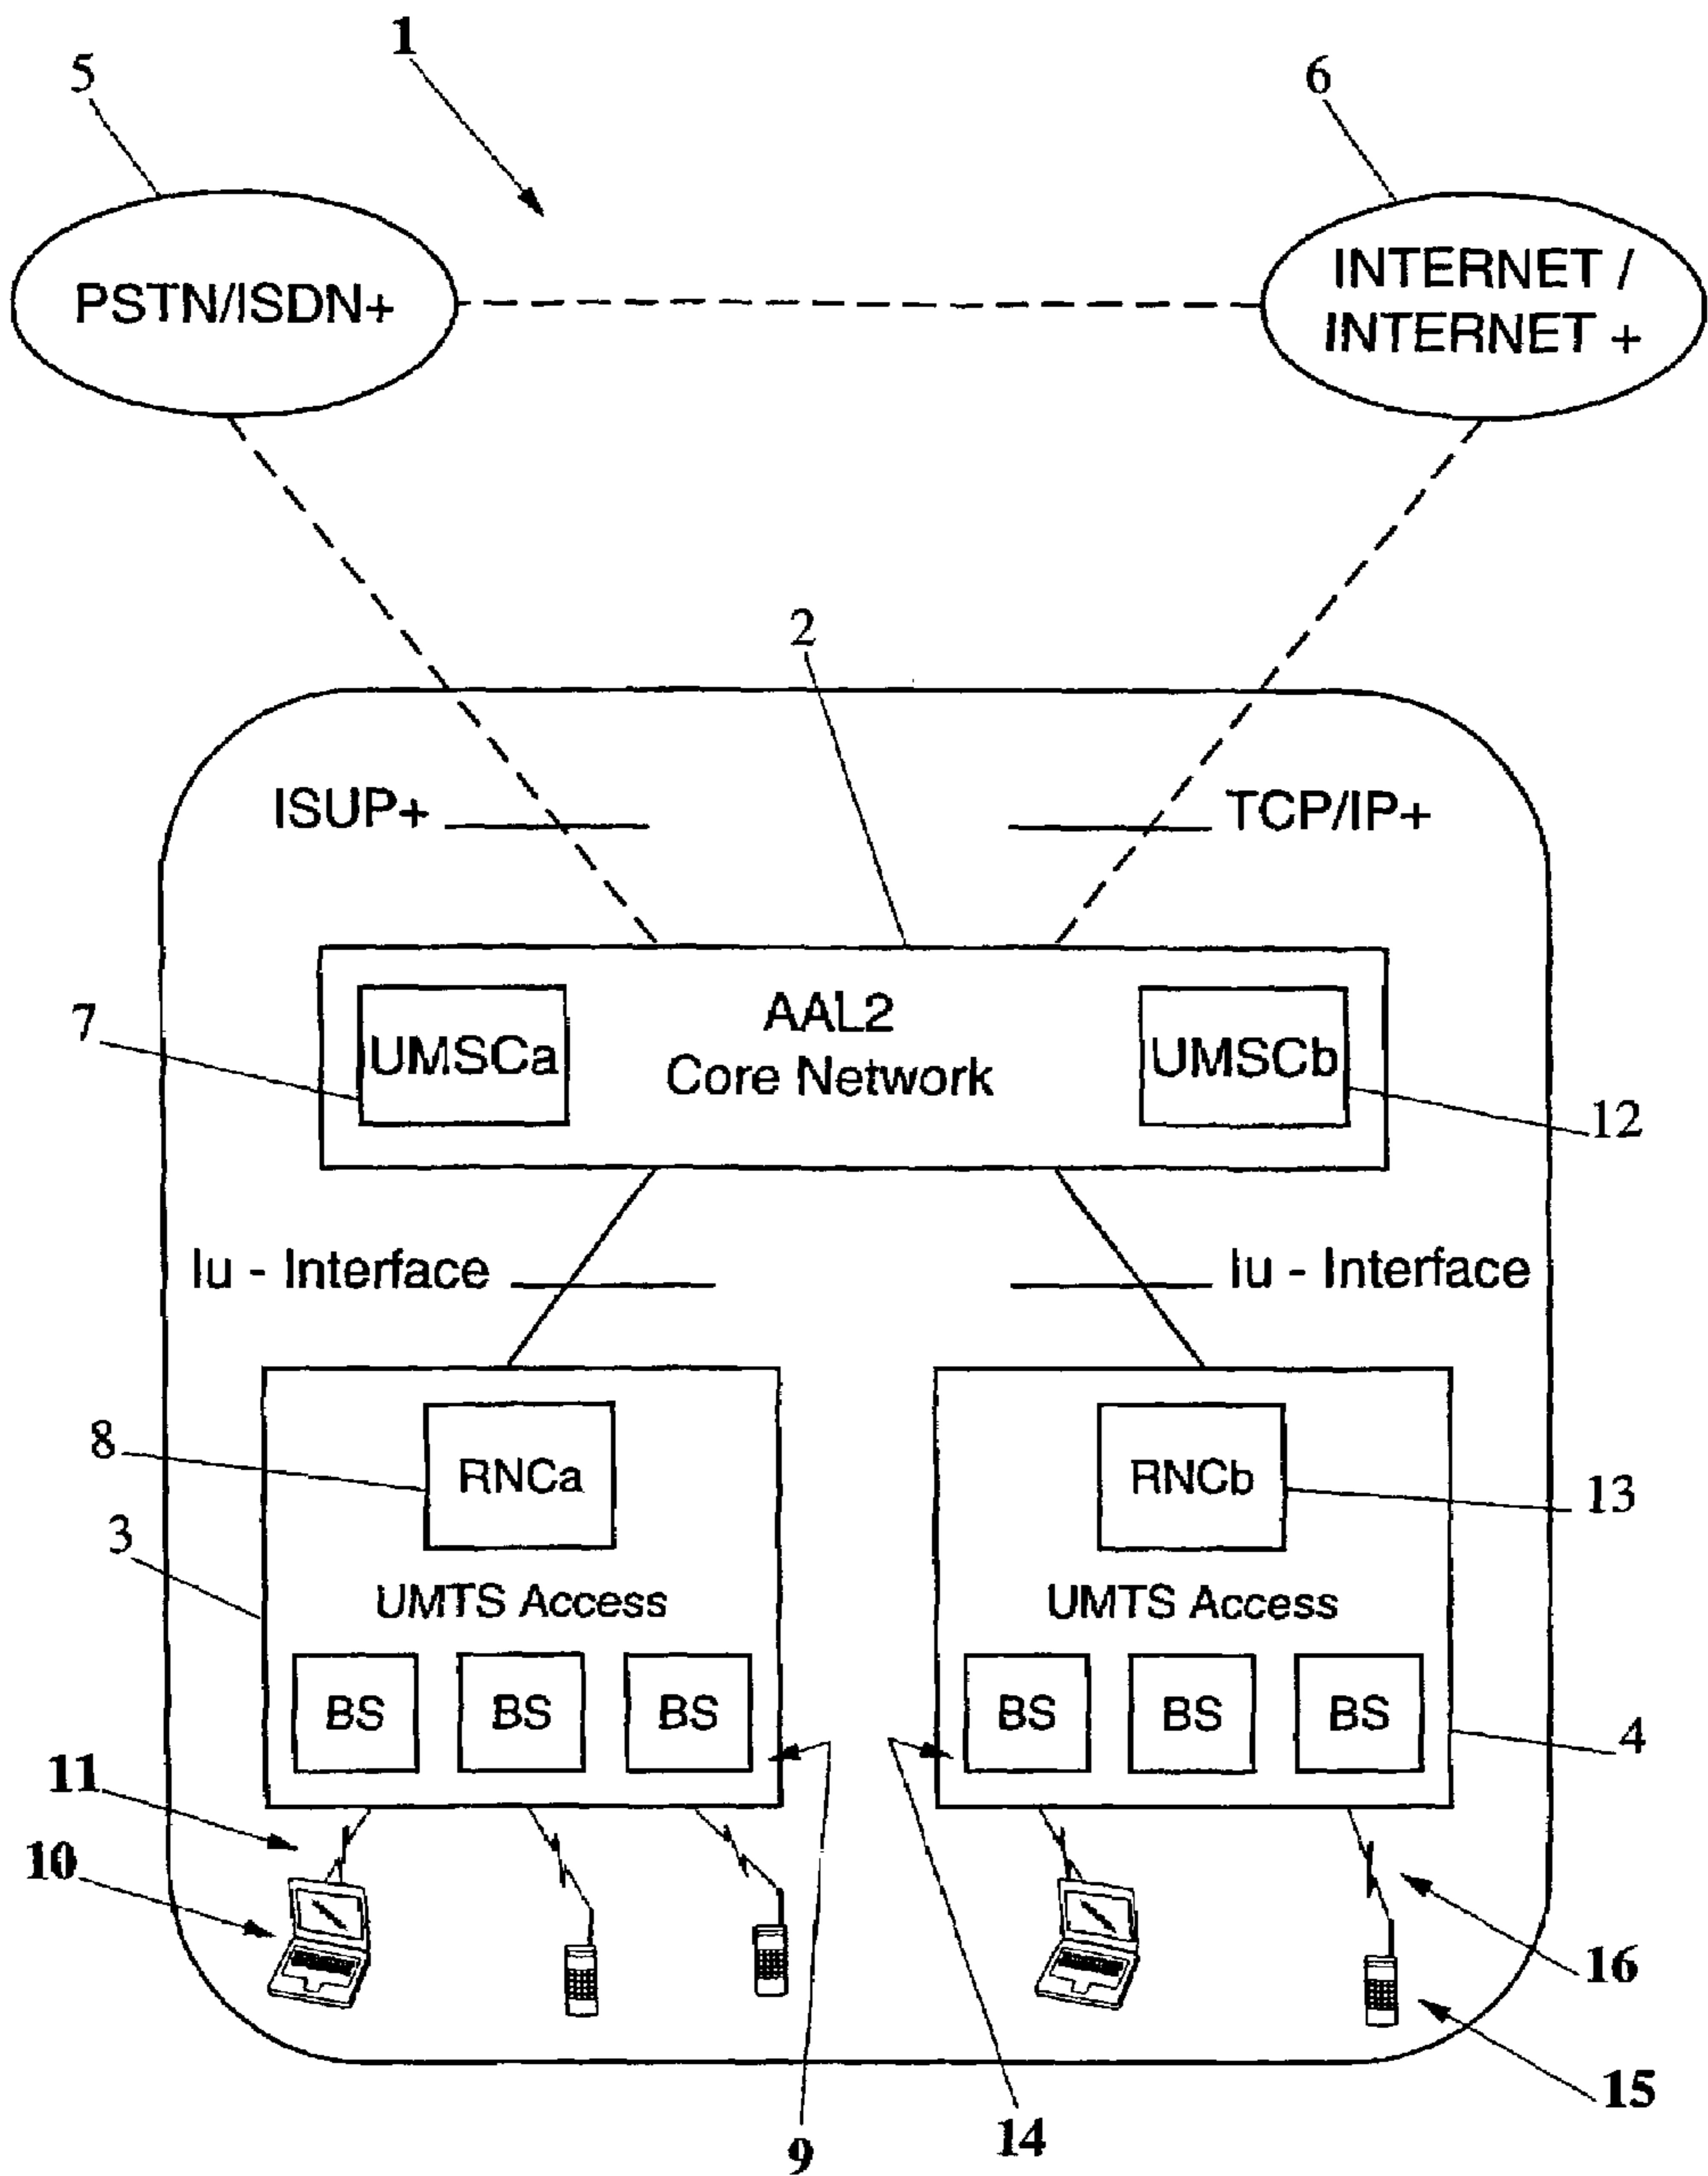 1
5
6
PSTN/ISDN+
INTERNET /
INTERNET +
2
ISUP+
TCP/IP+
7
UMSCa
AAL2
Core Network
UMSCb
12
Iu - Interface
Iu - Interface
8
RNCa
RNCb
13
3
UMTS Access
UMTS Access
BS
BS
BS
BS
BS
BS
4
11
10
16
15
9
14